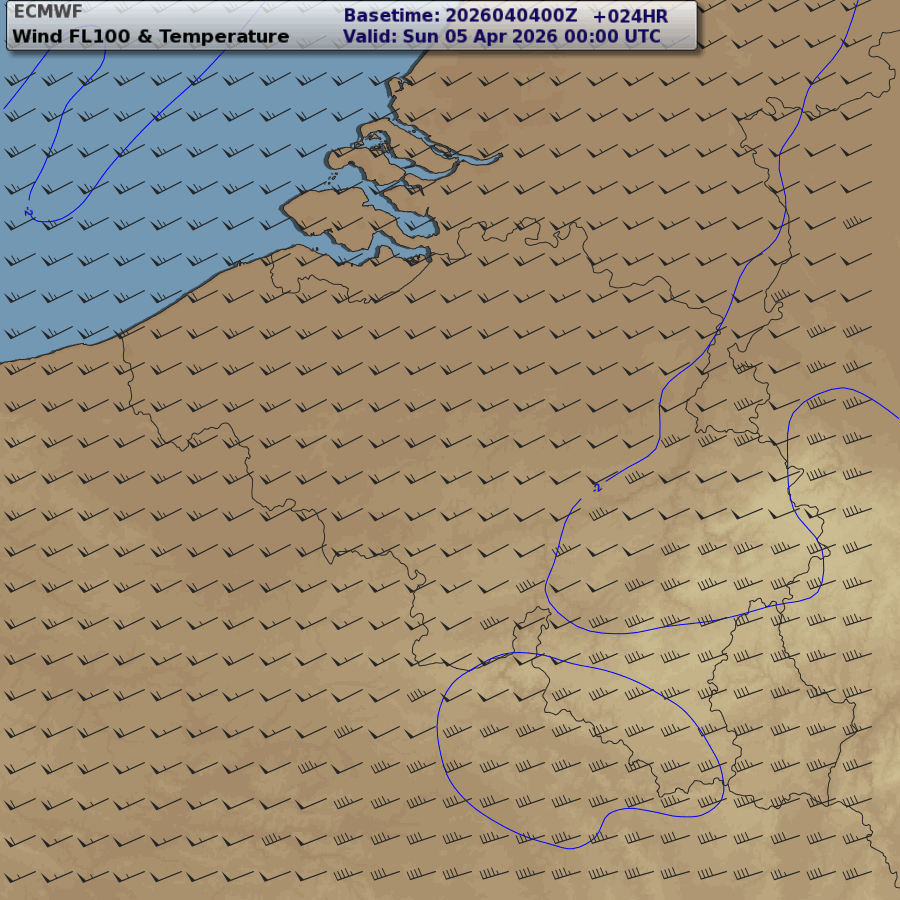 ECMWF
Basetime: 2026040400Z +024HR
Wind FL100 & Temperature
Valid: Sun 05 Apr 2026 00:00 UTC